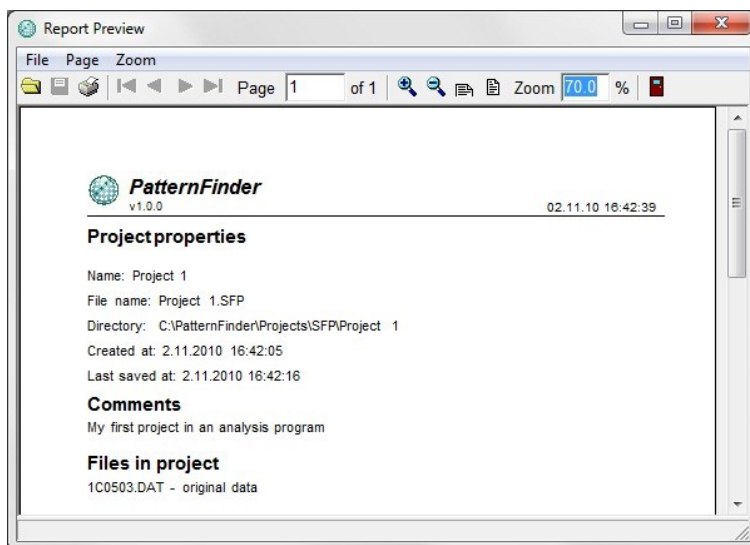 Report Preview
File Page Zoom
Page 1 of 1 Zoom 70.0 %
PatternFinder
v1.0.0 02.11.10 16:42:39
Project properties
Name: Project 1
File name: Project 1.SFP
Directory: C:\PatternFinder\Projects\SFP\Project 1
Created at: 2.11.2010 16:42:05
Last saved at: 2.11.2010 16:42:16
Comments
My first project in an analysis program
Files in project
1C0503.DAT - original data